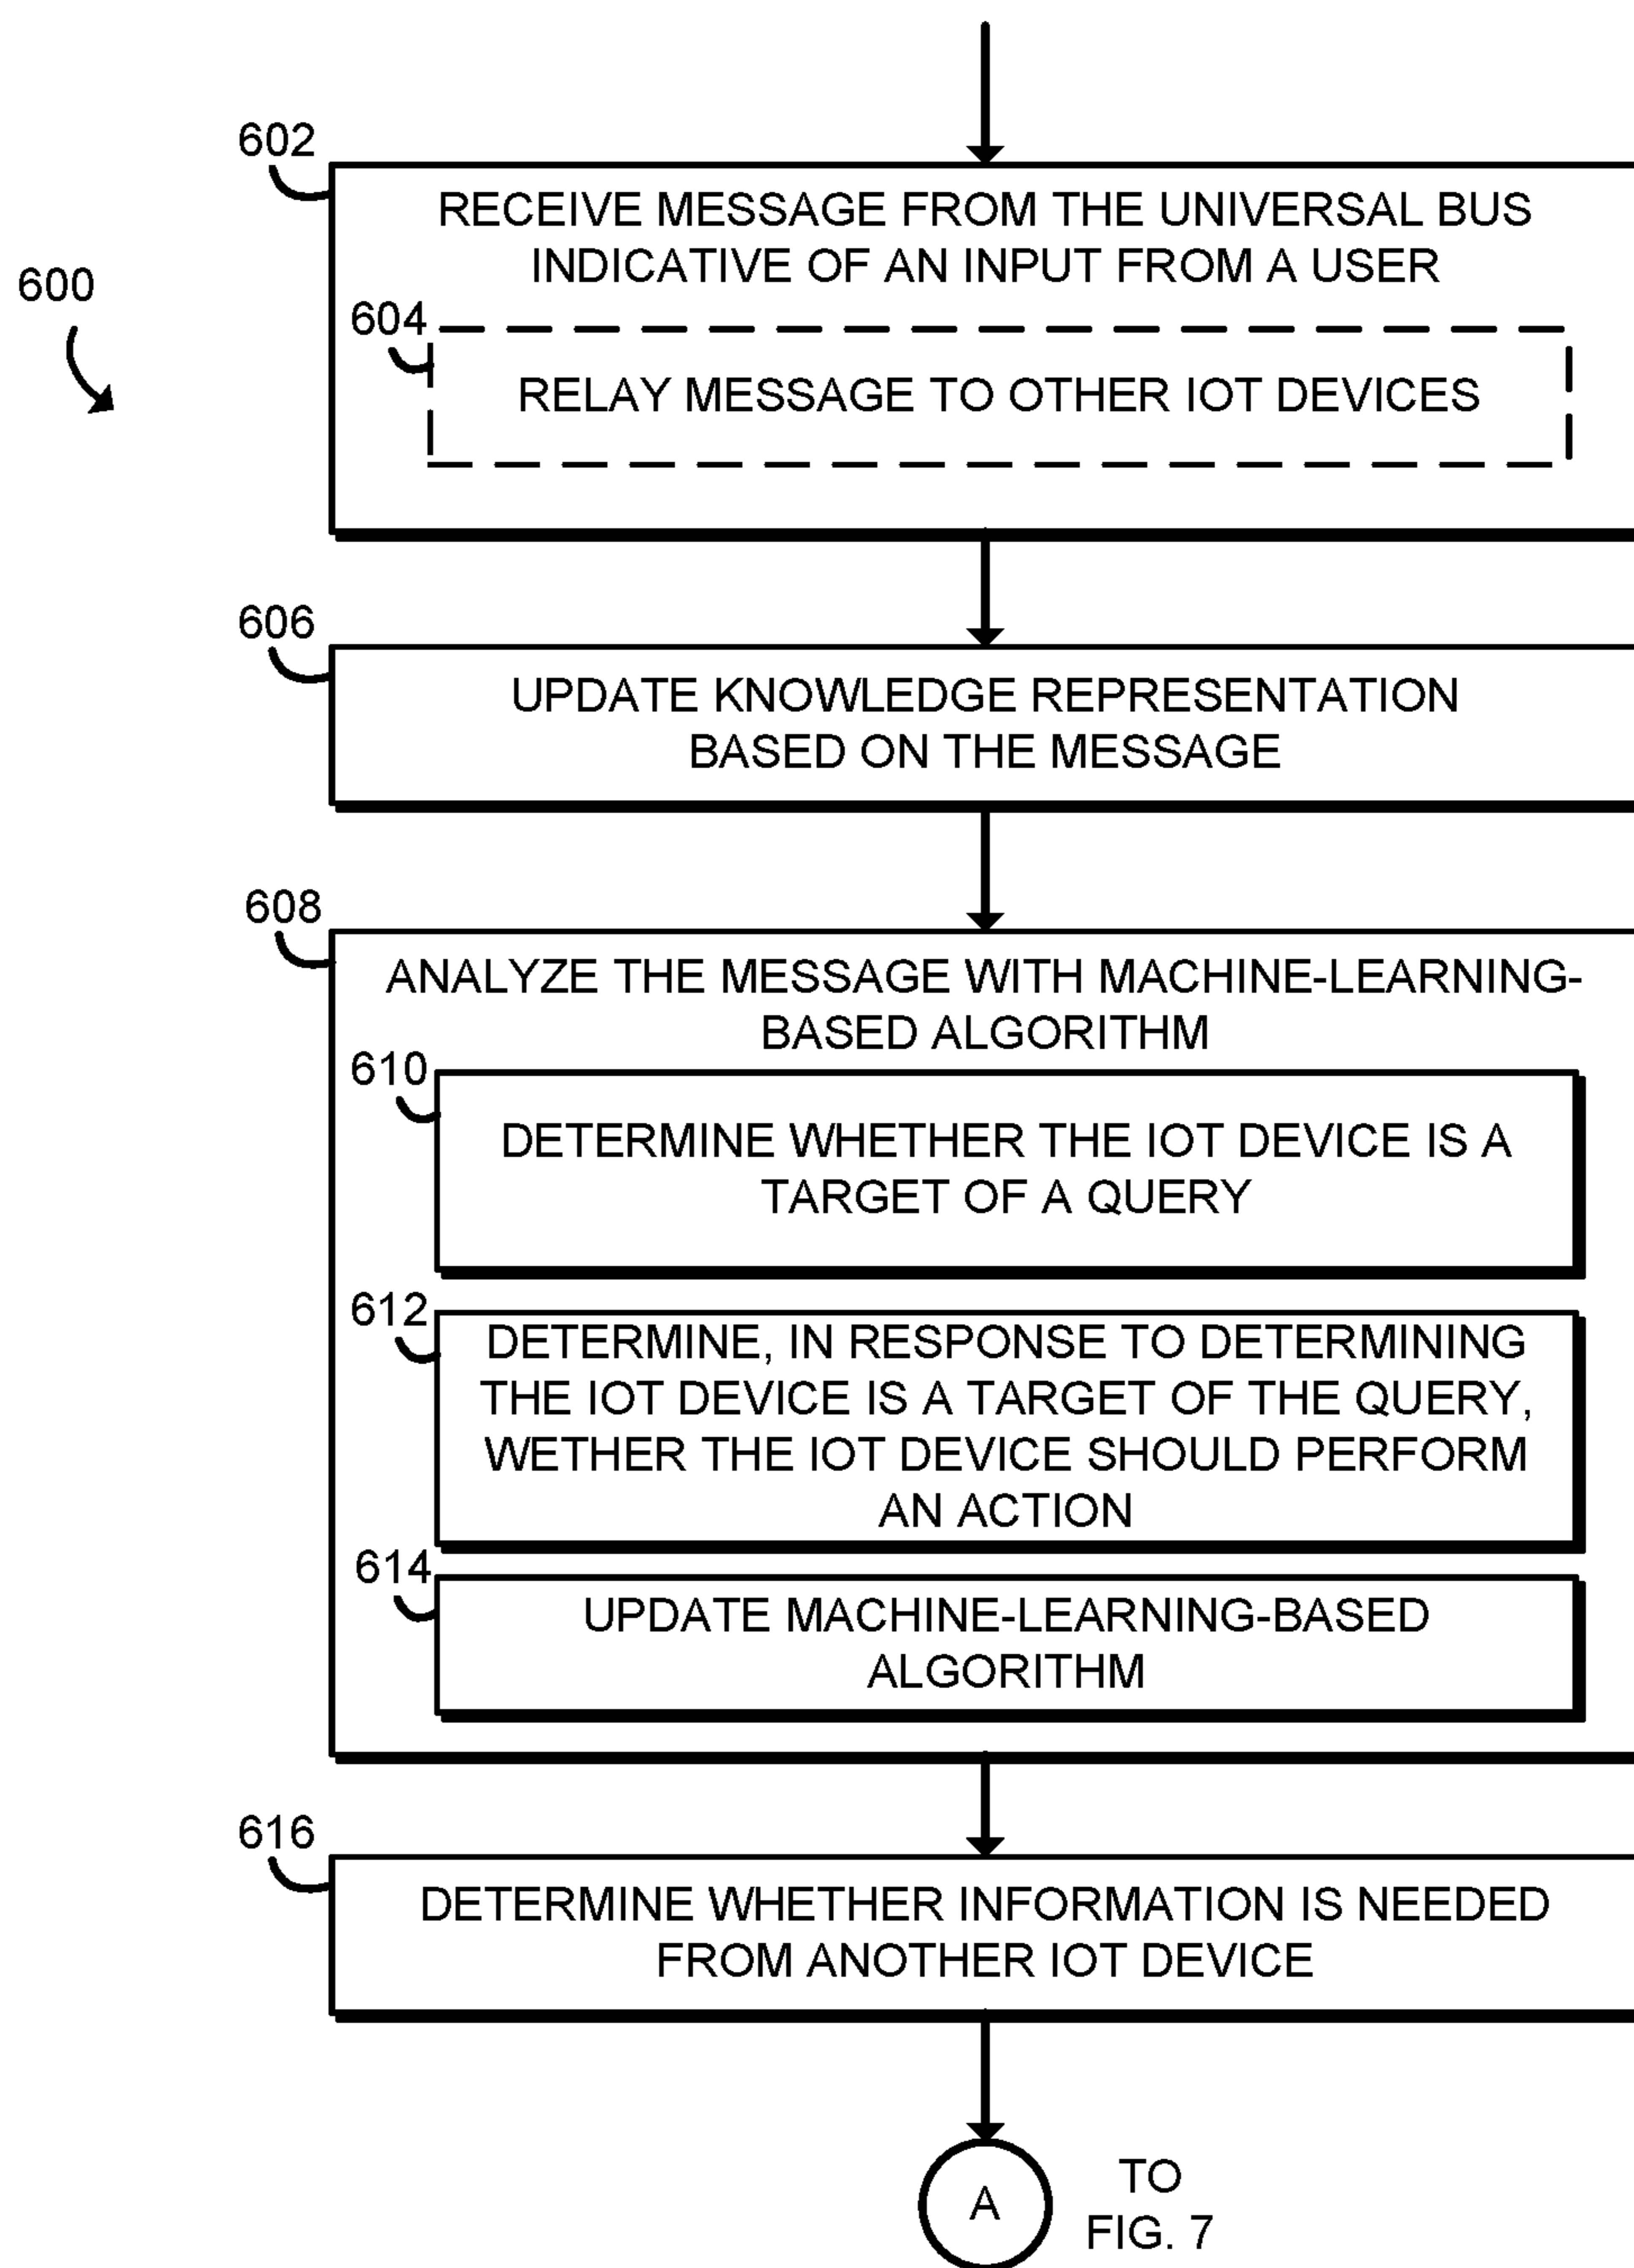 602
RECEIVE MESSAGE FROM THE UNIVERSAL BUS
INDICATIVE OF AN INPUT FROM A USER
600
604
RELAY MESSAGE TO OTHER IOT DEVICES
606
UPDATE KNOWLEDGE REPRESENTATION
BASED ON THE MESSAGE
608
ANALYZE THE MESSAGE WITH MACHINE-LEARNING-
BASED ALGORITHM
610
DETERMINE WHETHER THE IOT DEVICE IS A
TARGET OF A QUERY
612
DETERMINE, IN RESPONSE TO DETERMINING
THE IOT DEVICE IS A TARGET OF THE QUERY,
WETHER THE IOT DEVICE SHOULD PERFORM
AN ACTION
614
UPDATE MACHINE-LEARNING-BASED
ALGORITHM
616
DETERMINE WHETHER INFORMATION IS NEEDED
FROM ANOTHER IOT DEVICE
A
TO
FIG. 7